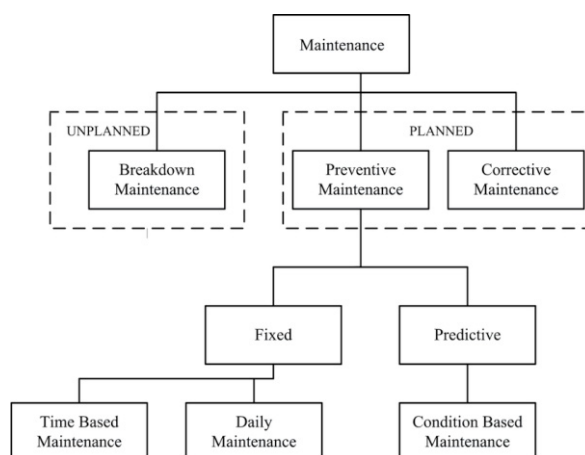 Maintenance
UNPLANNED
PLANNED
Breakdown
Maintenance
Preventive
Maintenance
Corrective
Maintenance
Fixed
Predictive
Time Based
Maintenance
Daily
Maintenance
Condition Based
Maintenance